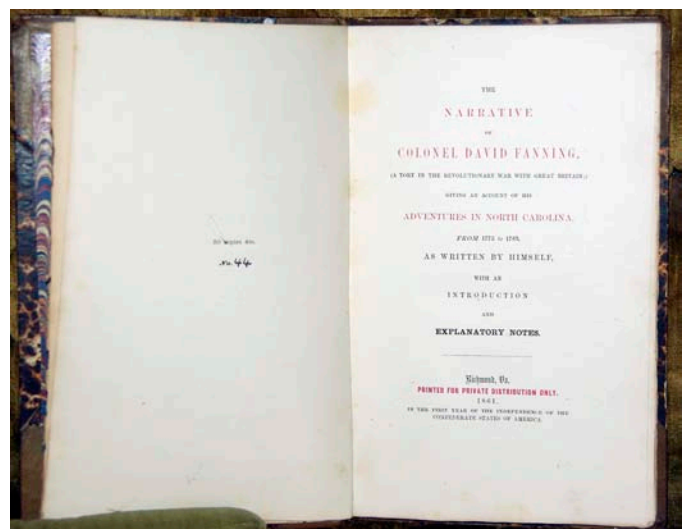 50 copies 4to.
No. 44
THE
NARRATIVE
OF
COLONEL DAVID FANNING,
(A TORY IN THE REVOLUTIONARY WAR WITH GREAT BRITAIN;)
GIVING AN ACCOUNT OF HIS
ADVENTURES IN NORTH CAROLINA,
FROM 1775 to 1783,
AS WRITTEN BY HIMSELF,
WITH AN
INTRODUCTION
AND
EXPLANATORY NOTES.
Richmond, Va.
PRINTED FOR PRIVATE DISTRIBUTION ONLY.
1861.
IN THE FIRST YEAR OF THE INDEPENDENCE OF THE
CONFEDERATE STATES OF AMERICA.